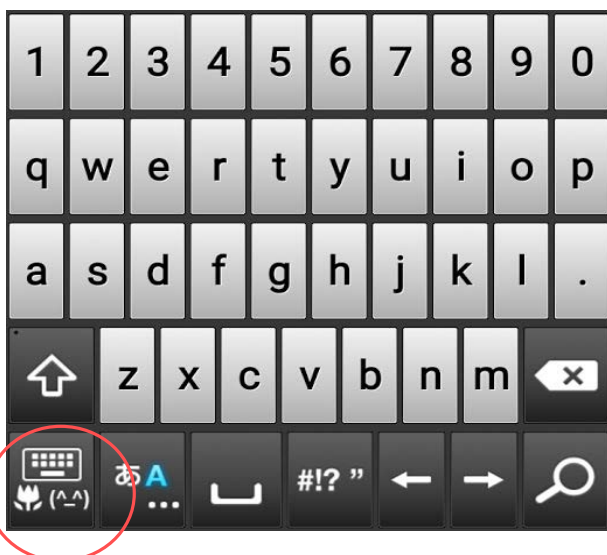 1 2 3 4 5 6 7 8 9 0
q w e r t y u i o p
a s d f g h j k l .
z x c v b n m
(^_^) あA... #!? ”